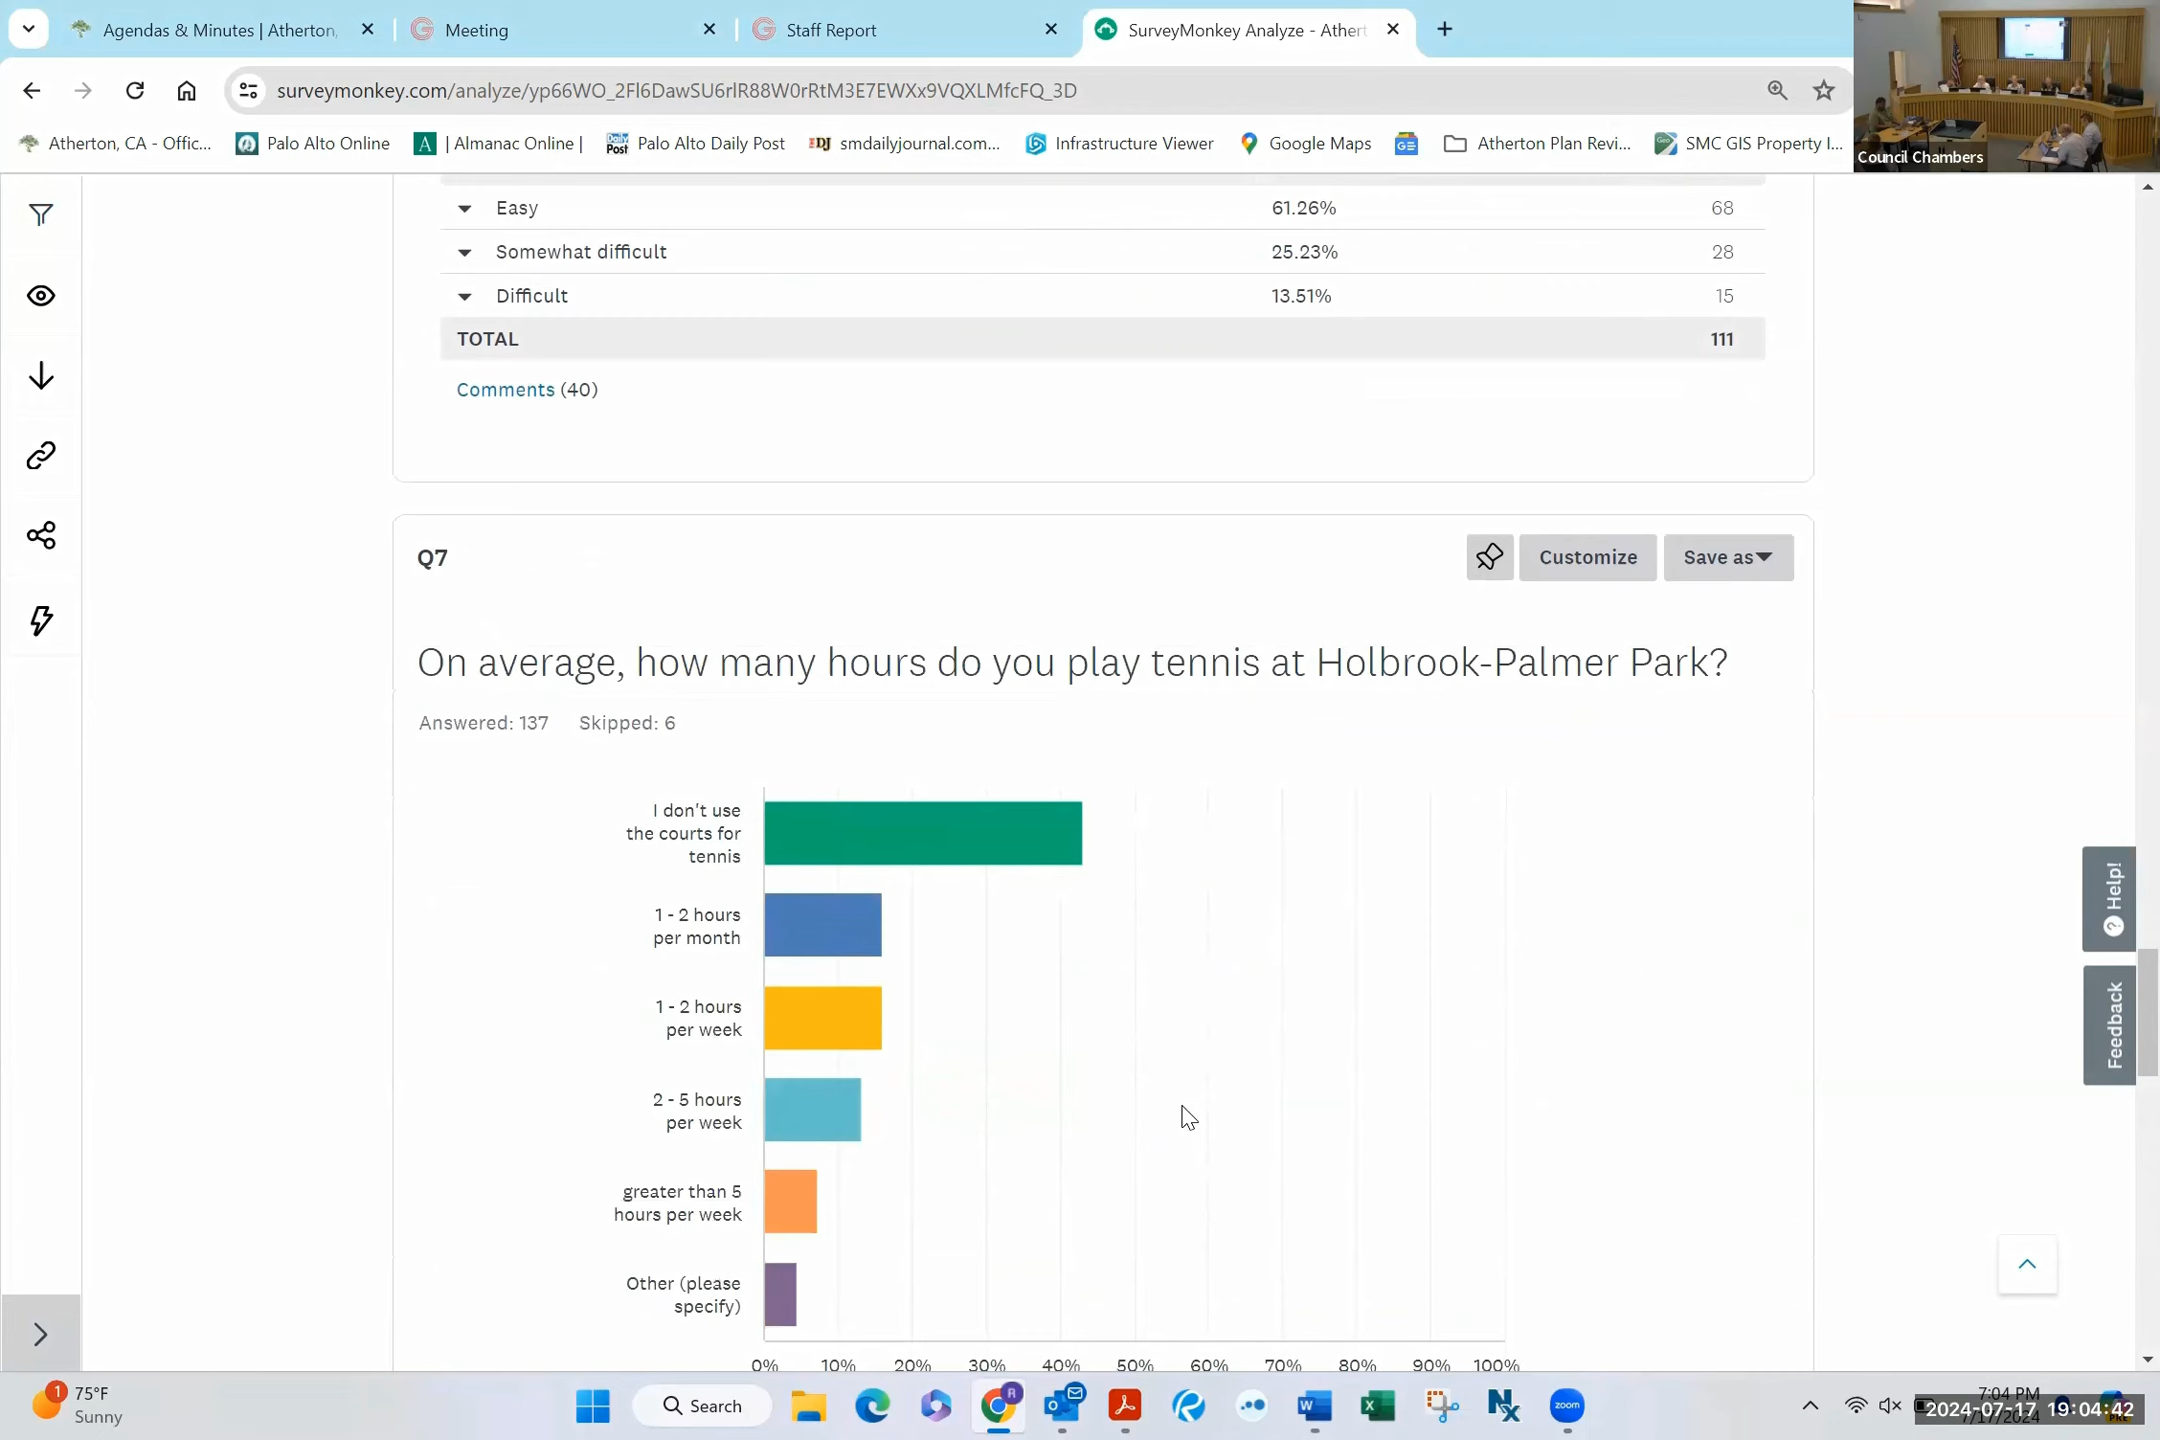 Agendas & Minutes | Atherton,
Meeting
Staff Report
SurveyMonkey Analyze - Athert
surveymonkey.com/analyze/yp66WO_2Fl6DawSU6rlR88W0rRtM3E7EWXx9VQXLMfcFQ_3D
Atherton, CA - Offic...
Palo Alto Online
A | Almanac Online |
Daily Post Palo Alto Daily Post
DJ smdailyjournal.com...
Infrastructure Viewer
Google Maps
Atherton Plan Revi...
Geo SMC GIS Property I...
Council Chambers
Easy 61.26% 68
Somewhat difficult 25.23% 28
Difficult 13.51% 15
TOTAL 111
Comments (40)
Q7
Customize
Save as
On average, how many hours do you play tennis at Holbrook-Palmer Park?
Answered: 137 Skipped: 6
I don't use
the courts for
tennis
1 - 2 hours
per month
1 - 2 hours
per week
2 - 5 hours
per week
greater than 5
hours per week
Other (please
specify)
0% 10% 20% 30% 40% 50% 60% 70% 80% 90% 100%
Help!
Feedback
1
75°F
Sunny
Search
R
W
X
zoom
7:04 PM
2024-07-17 19:04:42